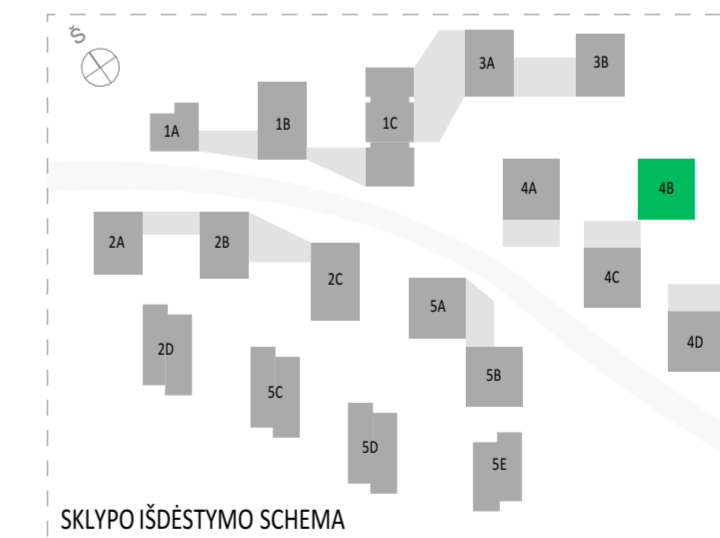 Š
3A
3B
1A
1B
1C
4A
4B
2A
2B
2C
4C
5A
4D
2D
5B
5C
5D
5E
SKLYPO IŠDĖSTYMO SCHEMA